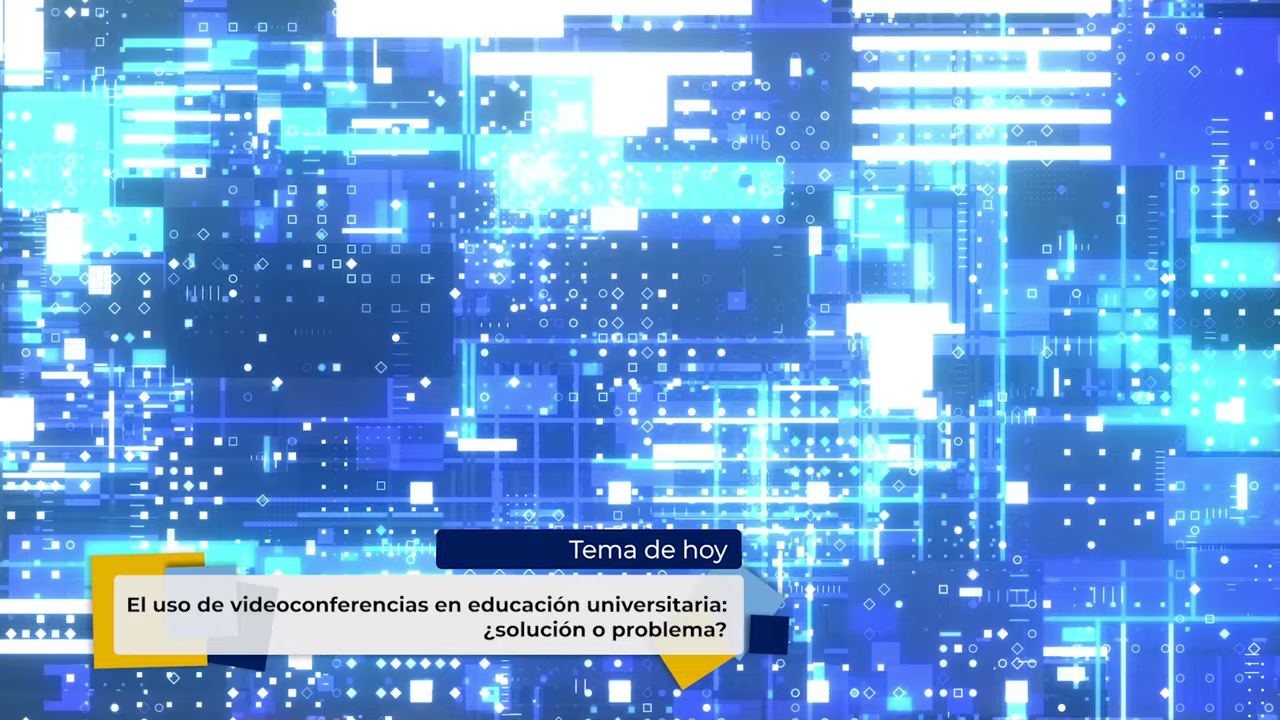 Tema de hoy
El uso de videoconferencias en educación universitaria:
¿solución o problema?